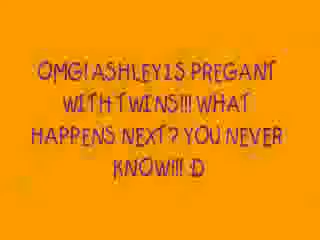 OMG! ASHLEY IS PREGANT
WITH TWINS!!! WHAT
HAPPENS NEXT? YOU NEVER
KNOW!!! :D